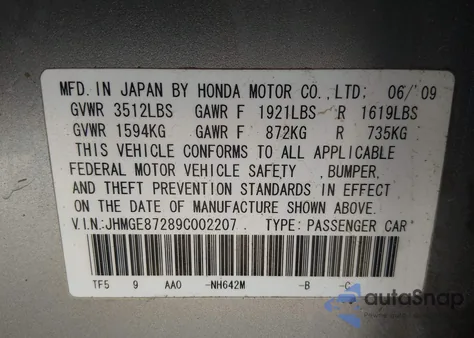 MFD. IN JAPAN BY HONDA MOTOR CO., LTD; 06/'09
GVWR 3512LBS GAWR F 1921LBS R 1619LBS
GVWR 1594KG GAWR F 872KG R 735KG
THIS VEHICLE CONFORMS TO ALL APPLICABLE
FEDERAL MOTOR VEHICLE SAFETY ,BUMPER,
AND THEFT PREVENTION STANDARDS IN EFFECT
ON THE DATE OF MANUFACTURE SHOWN ABOVE.
V.I.N:JHMGE87289C002207 TYPE: PASSENGER CAR
TF5 9 AA0 -NH642M -B -C
autoSnap